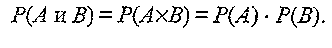 P(A и B) = P(A×B) = P(A) · P(B).